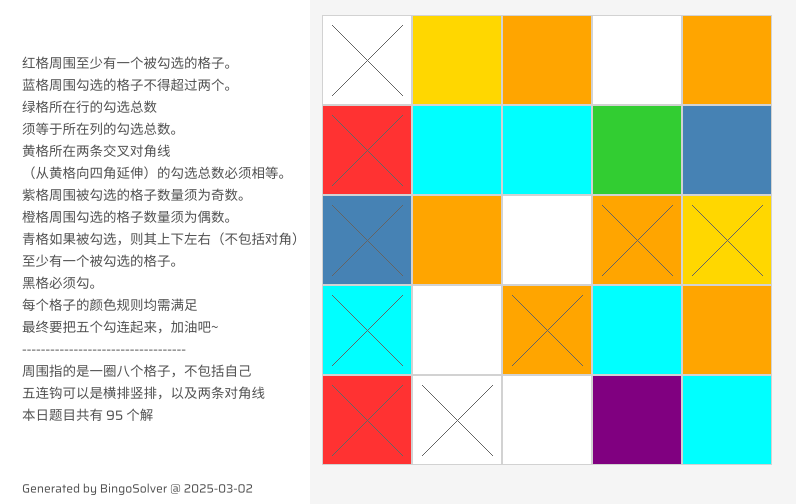 红格周围至少有一个被勾选的格子。
蓝格周围勾选的格子不得超过两个。
绿格所在行的勾选总数
须等于所在列的勾选总数。
黄格所在两条交叉对角线
（从黄格向四角延伸）的勾选总数必须相等。
紫格周围被勾选的格子数量须为奇数。
橙格周围勾选的格子数量须为偶数。
青格如果被勾选，则其上下左右（不包括对角）
至少有一个被勾选的格子。
黑格必须勾。
每个格子的颜色规则均需满足
最终要把五个勾连起来，加油吧~
-----------------------------------
周围指的是一圈八个格子，不包括自己
五连钩可以是横排竖排，以及两条对角线
本日题目共有 95 个解
Generated by BingoSolver @ 2025-03-02